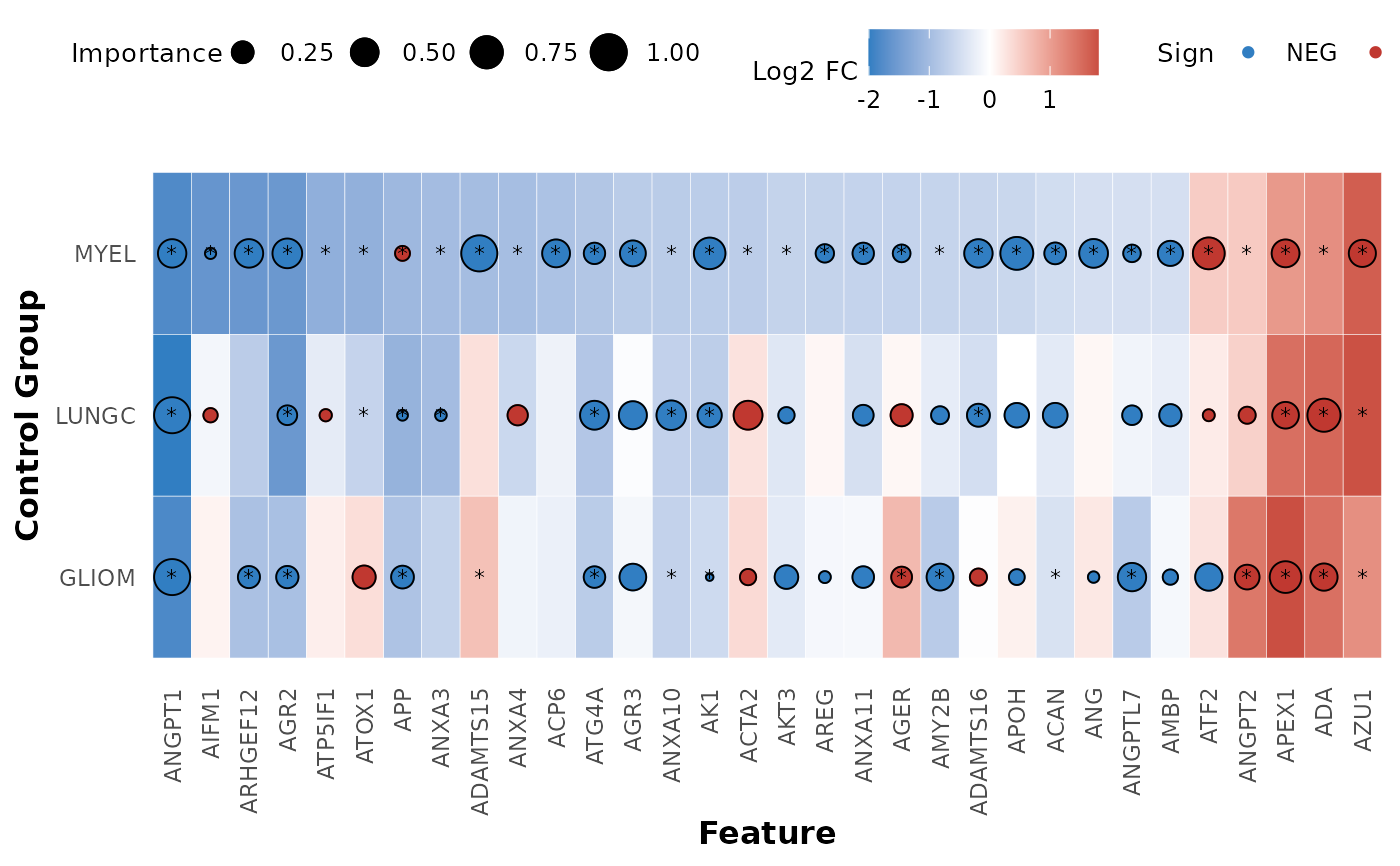 Importance 0.25 0.50 0.75 1.00
Log2 FC
-2 -1 0 1
Sign NEG
Control Group
MYEL
LUNGC
GLIOM
ANGPT1
AIFM1
ARHGEF12
AGR2
ATP5IF1
ATOX1
APP
ANXA3
ADAMTS15
ANXA4
ACP6
ATG4A
AGR3
ANXA10
AK1
ACTA2
AKT3
AREG
ANXA11
AGER
AMY2B
ADAMTS16
APOH
ACAN
ANG
ANGPTL7
AMBP
ATF2
ANGPT2
APEX1
ADA
AZU1
Feature